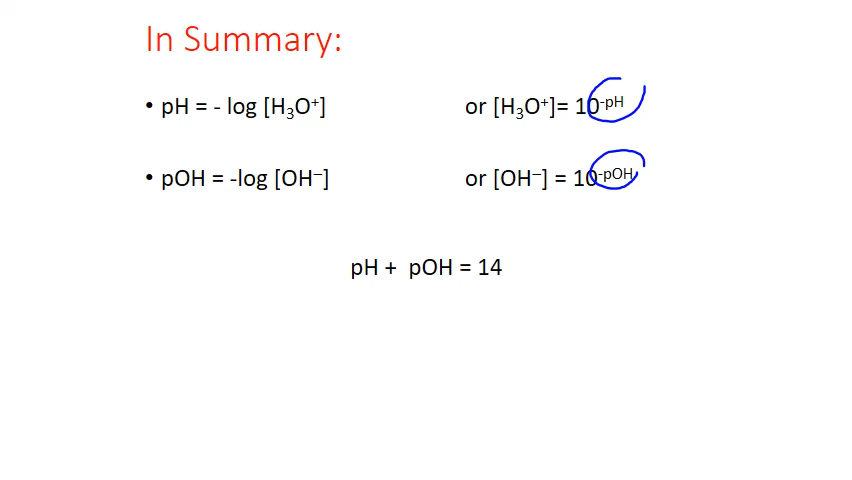 In Summary:
• pH = - log [H₃O⁺] or [H₃O⁺]= 10⁻ᵖᴴ
• pOH = -log [OH⁻] or [OH⁻] = 10⁻ᵖᴼᴴ
pH + pOH = 14